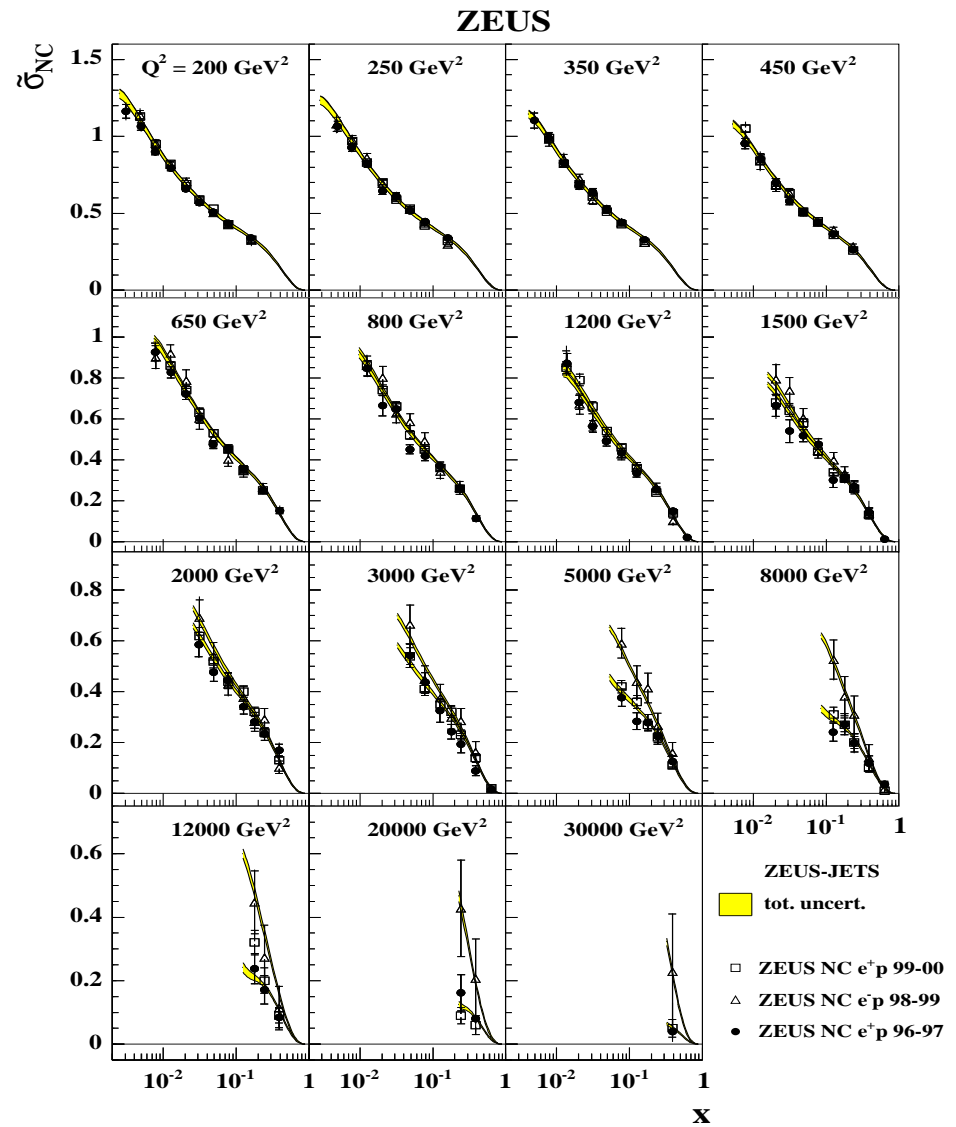 ZEUS
σ̃NC
Q² = 200 GeV²
250 GeV²
350 GeV²
450 GeV²
1.5
1
0.5
0
650 GeV²
800 GeV²
1200 GeV²
1500 GeV²
1
0.8
0.6
0.4
0.2
0
2000 GeV²
3000 GeV²
5000 GeV²
8000 GeV²
0.8
0.6
0.4
0.2
0
10⁻² 10⁻¹ 1
12000 GeV²
20000 GeV²
30000 GeV²
0.6
0.4
0.2
0
10⁻² 10⁻¹ 1
10⁻² 10⁻¹ 1
10⁻² 10⁻¹ 1
x
ZEUS-JETS
tot. uncert.
ZEUS NC e⁺p 99-00
ZEUS NC e⁻p 98-99
ZEUS NC e⁺p 96-97